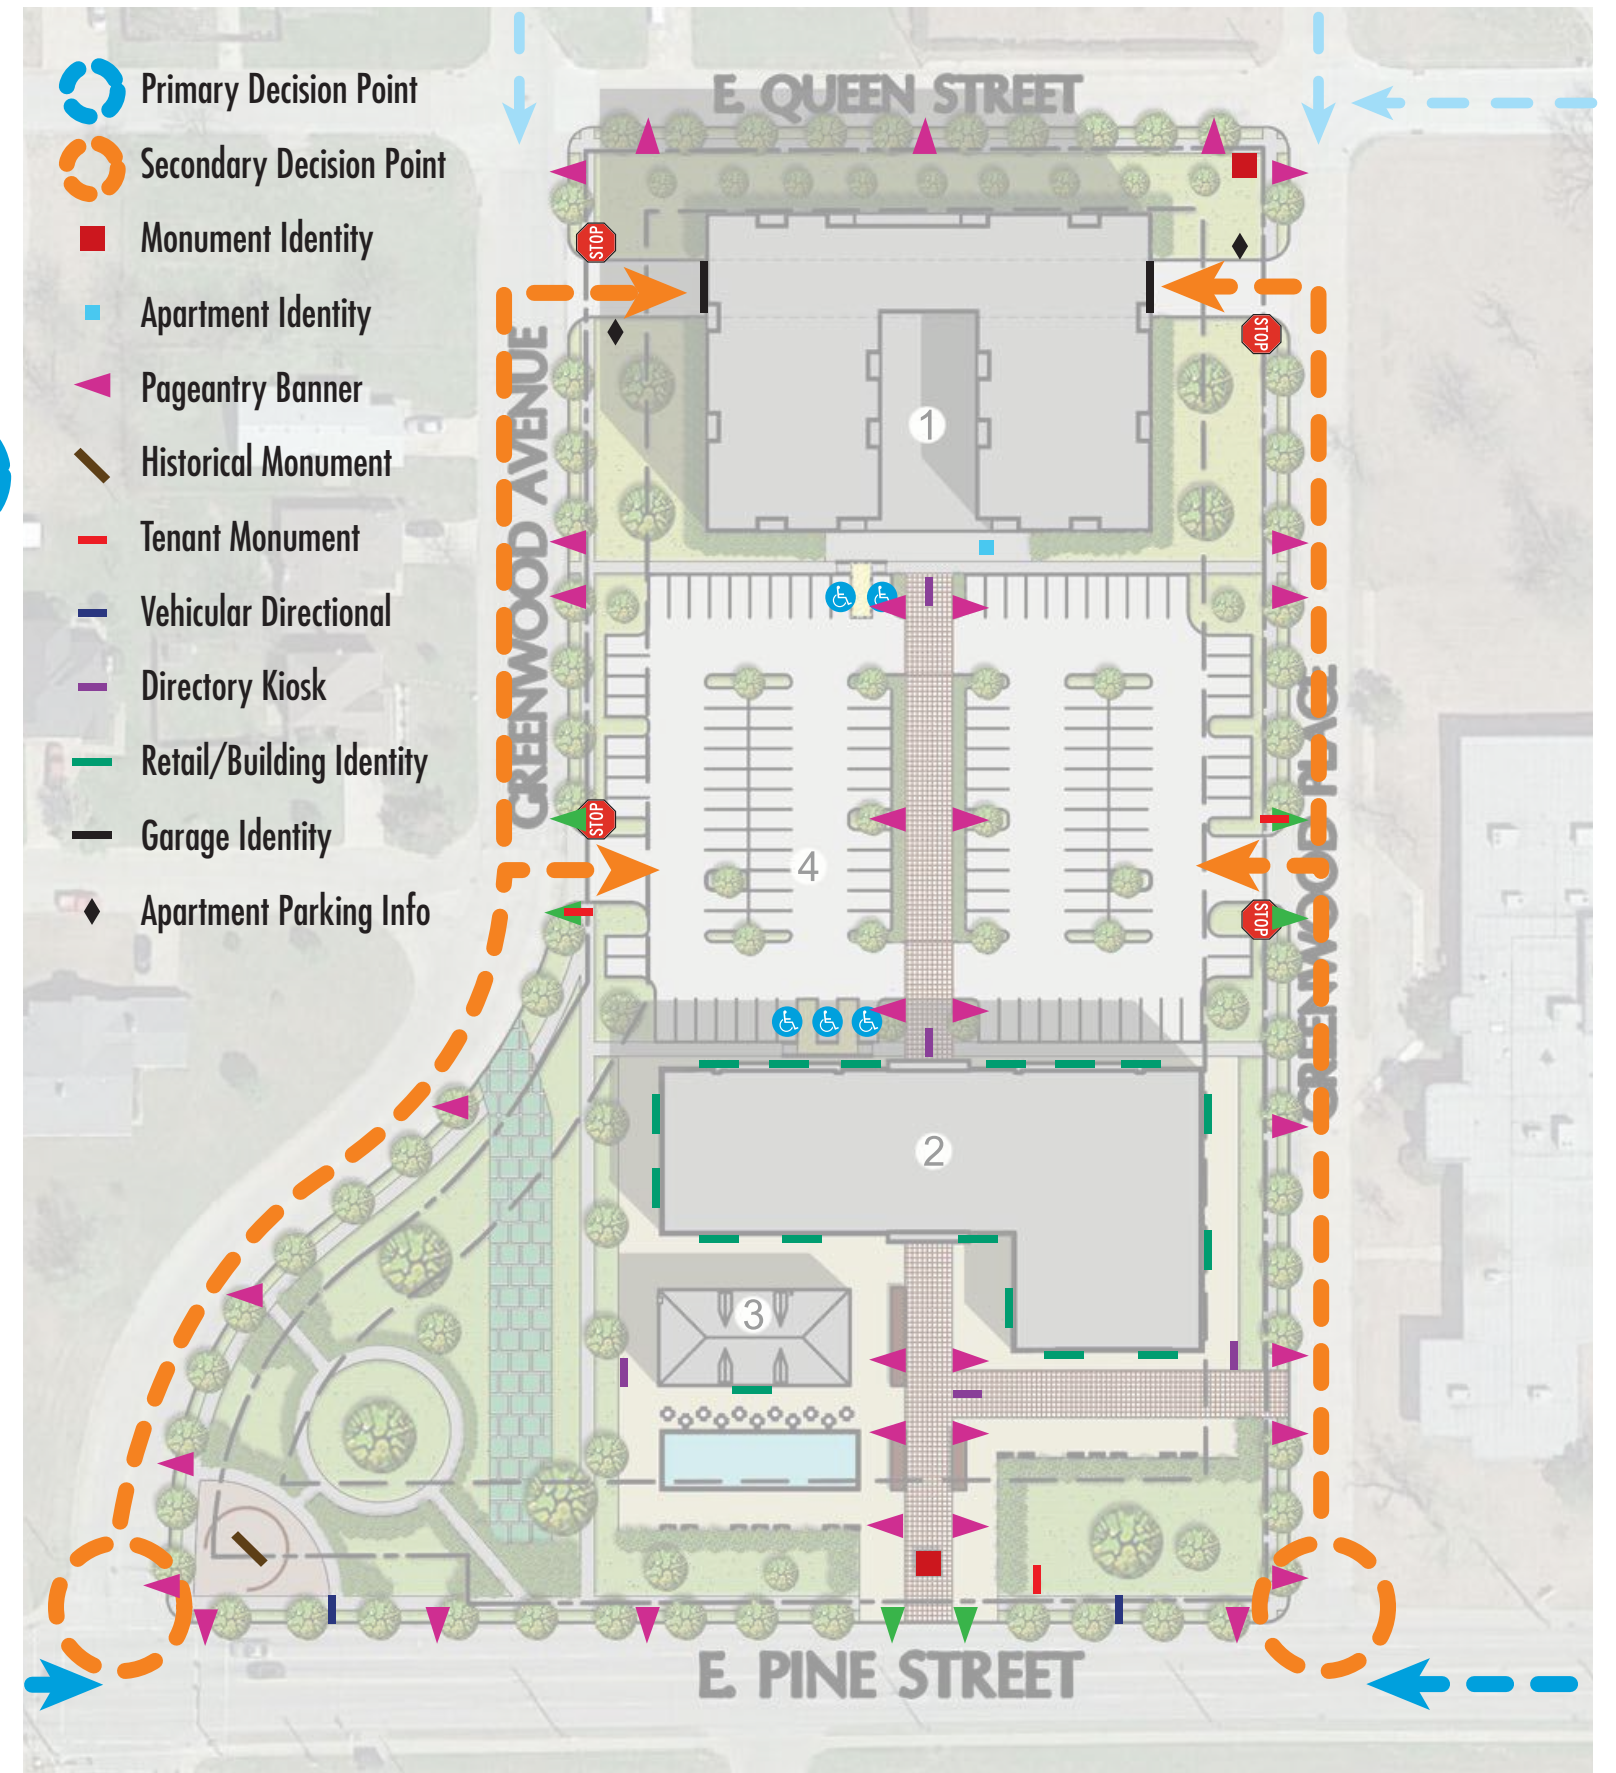 E. QUEEN STREET
Primary Decision Point
Secondary Decision Point
Monument Identity
Apartment Identity
Pageantry Banner
Historical Monument
Tenant Monument
Vehicular Directional
Directory Kiosk
Retail/Building Identity
Garage Identity
Apartment Parking Info
STOP
STOP
GREENWOOD AVENUE
1
STOP
4
GREENWOOD PLACE
STOP
2
3
E. PINE STREET